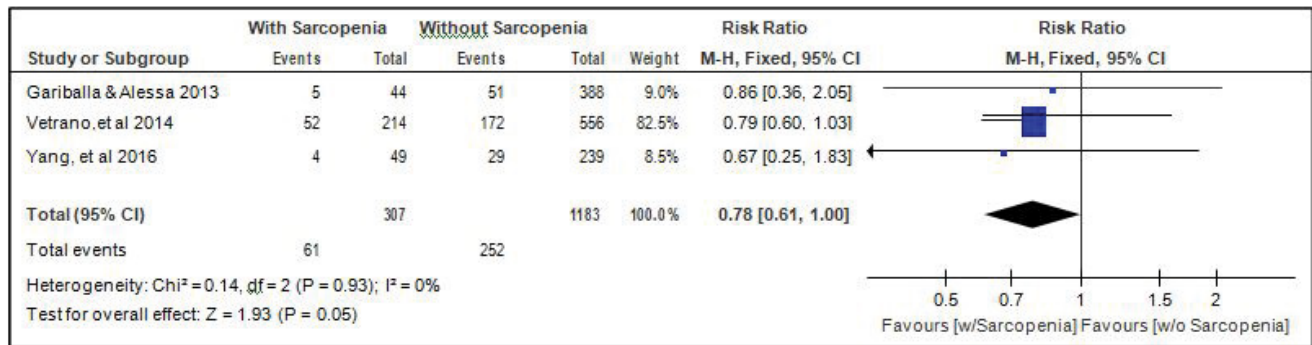 With Sarcopenia Without Sarcopenia Risk Ratio Risk Ratio
Study or Subgroup Events Total Events Total Weight M-H, Fixed, 95% CI M-H, Fixed, 95% CI
Gariballa & Alessa 2013 5 44 51 388 9.0% 0.86 [0.36, 2.05]
Vetrano,et al 2014 52 214 172 556 82.5% 0.79 [0.60, 1.03]
Yang, et al 2016 4 49 29 239 8.5% 0.67 [0.25, 1.83]
Total (95% CI) 307 1183 100.0% 0.78 [0.61, 1.00]
Total events 61 252
Heterogeneity: Chi² = 0.14, df = 2 (P = 0.93); I² = 0%
Test for overall effect: Z = 1.93 (P = 0.05)
0.5 0.7 1 1.5 2
Favours [w/Sarcopenia] Favours [w/o Sarcopenia]